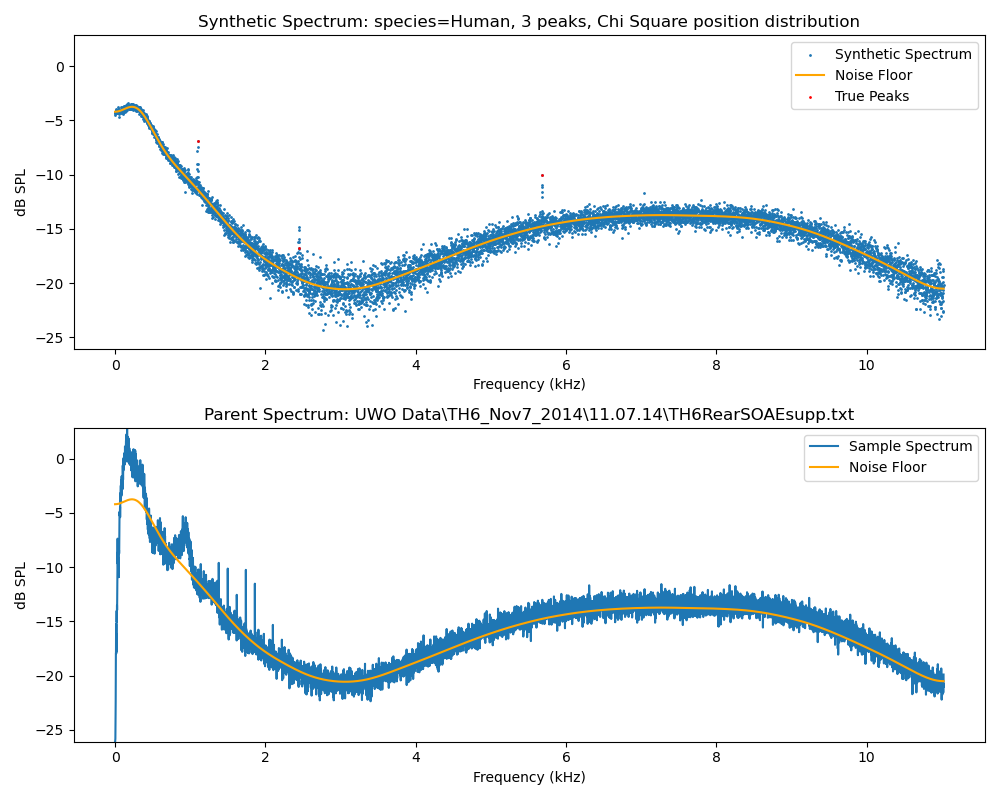 Synthetic Spectrum: species=Human, 3 peaks, Chi Square position distribution
Synthetic Spectrum
Noise Floor
True Peaks
dB SPL
0
−5
−10
−15
−20
−25
0 2 4 6 8 10
Frequency (kHz)
Parent Spectrum: UWO Data\TH6_Nov7_2014\11.07.14\TH6RearSOAEsupp.txt
Sample Spectrum
Noise Floor
dB SPL
0
−5
−10
−15
−20
−25
0 2 4 6 8 10
Frequency (kHz)